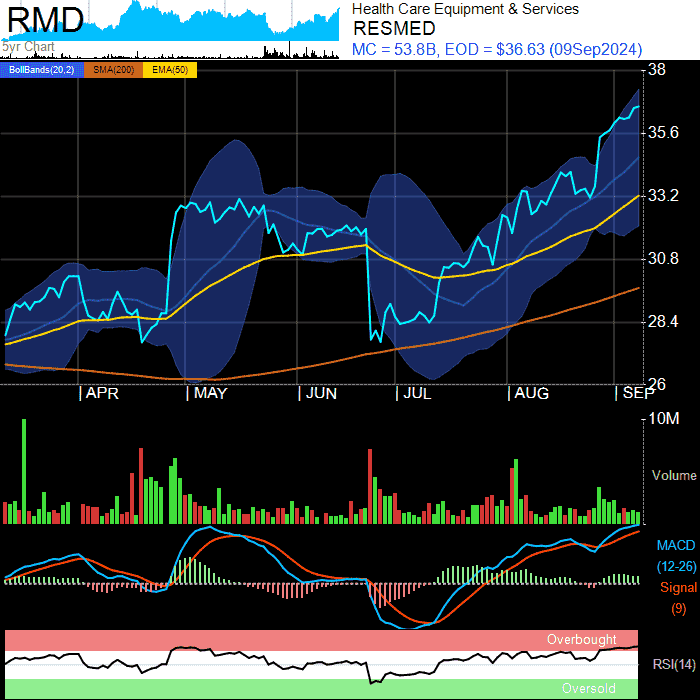 RMD
5yr Chart
Health Care Equipment & Services
RESMED
MC = 53.8B, EOD = $36.63 (09Sep2024)
BollBands(20,2) SMA(200) EMA(50)
38
35.6
33.2
30.8
28.4
26
APR MAY JUN JUL AUG SEP
10M
Volume
MACD
(12-26)
Signal
(9)
Overbought
RSI(14)
Oversold